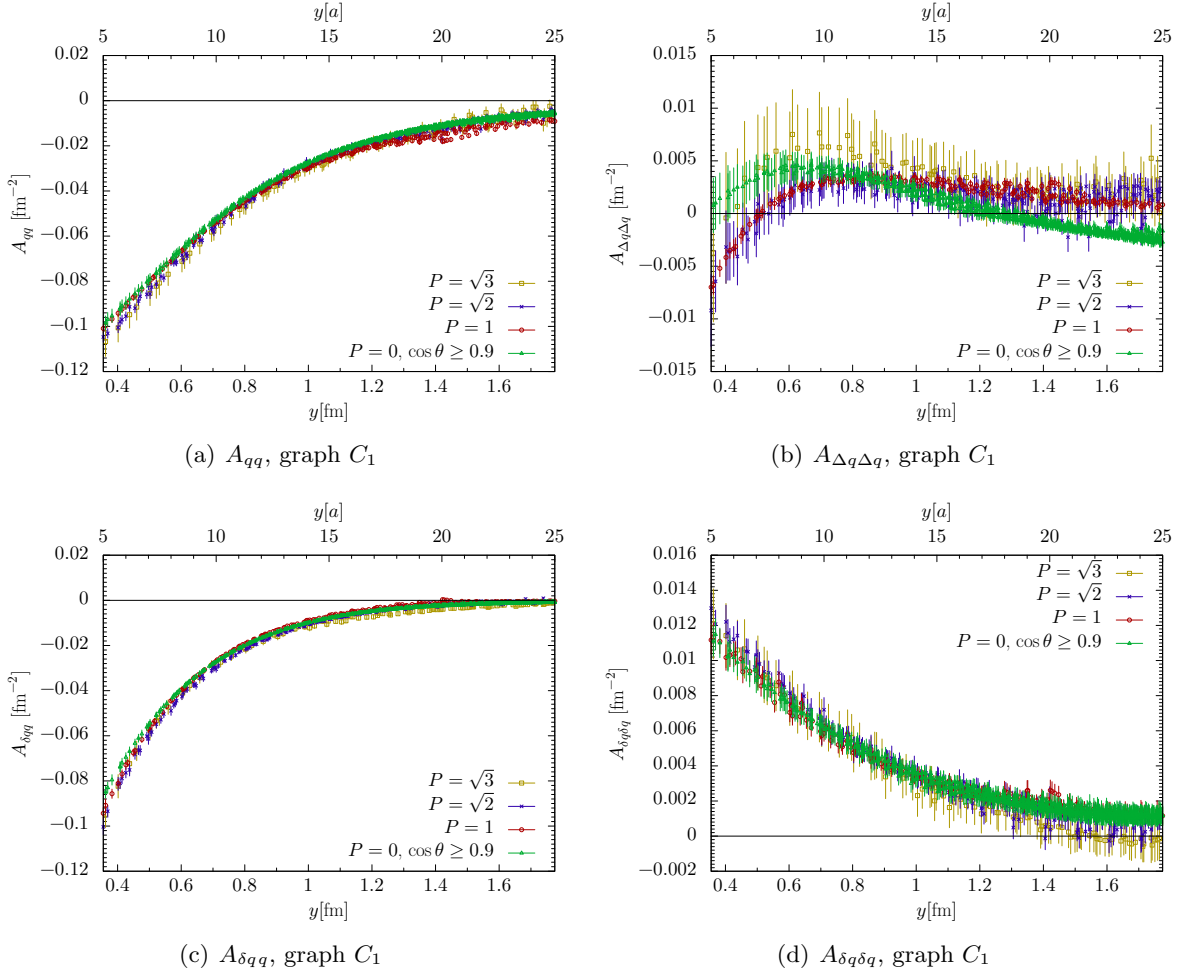 y[a]
5 10 15 20 25
0.02
0
−0.02
−0.04
−0.06
−0.08
−0.1
−0.12
A_{qq} [fm^{−2}]
P = √3
P = √2
P = 1
P = 0, cos θ ≥ 0.9
0.4 0.6 0.8 1 1.2 1.4 1.6
y[fm]
(a) A_{qq}, graph C_1
y[a]
5 10 15 20 25
0.015
0.01
0.005
0
−0.005
−0.01
−0.015
A_{ΔqΔq} [fm^{−2}]
P = √3
P = √2
P = 1
P = 0, cos θ ≥ 0.9
0.4 0.6 0.8 1 1.2 1.4 1.6
y[fm]
(b) A_{ΔqΔq}, graph C_1
y[a]
5 10 15 20 25
0.02
0
−0.02
−0.04
−0.06
−0.08
−0.1
−0.12
A_{δqq} [fm^{−2}]
P = √3
P = √2
P = 1
P = 0, cos θ ≥ 0.9
0.4 0.6 0.8 1 1.2 1.4 1.6
y[fm]
(c) A_{δqq}, graph C_1
y[a]
5 10 15 20 25
0.016
0.014
0.012
0.01
0.008
0.006
0.004
0.002
0
−0.002
A_{δqδq} [fm^{−2}]
P = √3
P = √2
P = 1
P = 0, cos θ ≥ 0.9
0.4 0.6 0.8 1 1.2 1.4 1.6
y[fm]
(d) A_{δqδq}, graph C_1